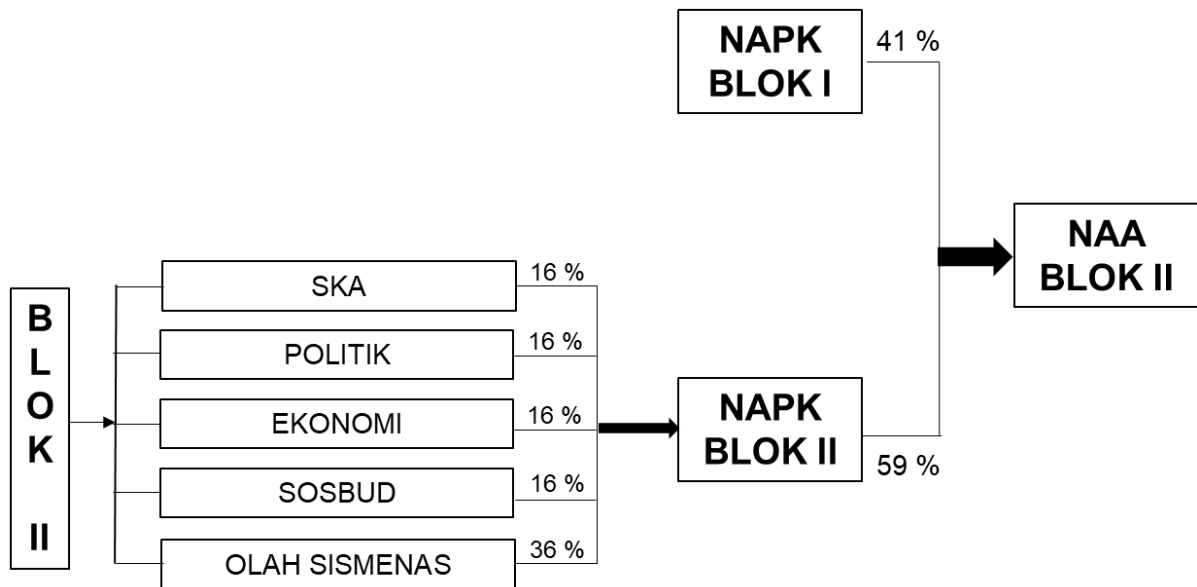 NAPK
BLOK I
41 %
NAA
BLOK II
B
L
O
K
II
SKA
16 %
POLITIK
16 %
EKONOMI
16 %
SOSBUD
16 %
OLAH SISMENAS
36 %
NAPK
BLOK II
59 %